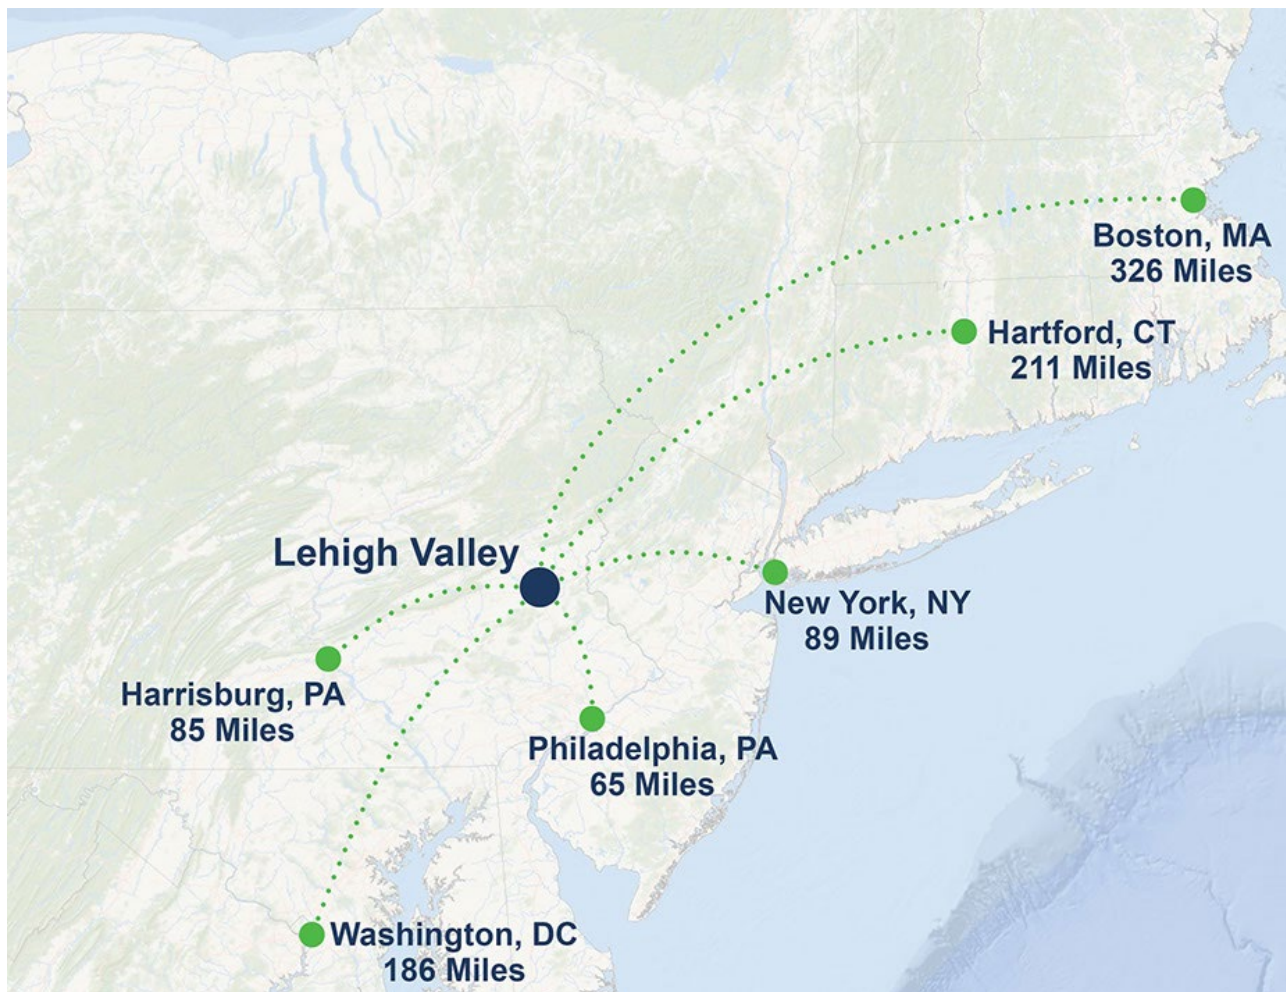 Boston, MA
326 Miles
Hartford, CT
211 Miles
Lehigh Valley
New York, NY
89 Miles
Harrisburg, PA
85 Miles
Philadelphia, PA
65 Miles
Washington, DC
186 Miles